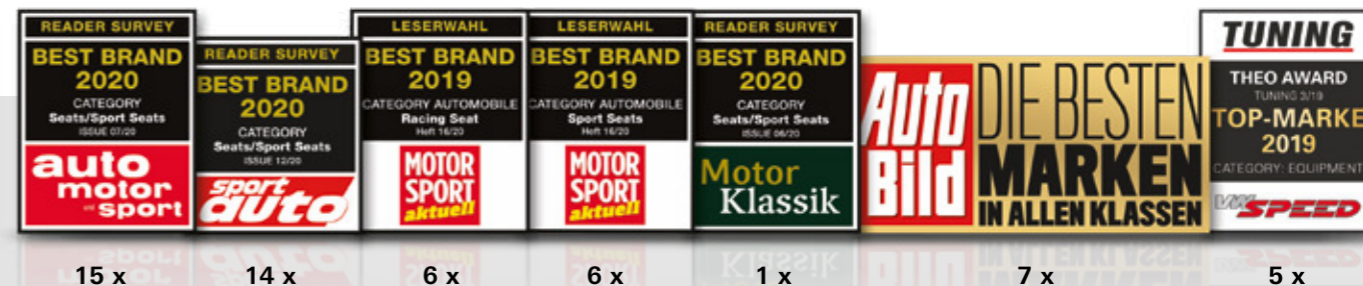 READER SURVEY
BEST BRAND
2020
CATEGORY
Seats/Sport Seats
ISSUE 07/20
auto
motor
und sport
15 x
READER SURVEY
BEST BRAND
2020
CATEGORY
Seats/Sport Seats
ISSUE 12/20
sport
auto
14 x
LESERWAHL
BEST BRAND
2019
CATEGORY AUTOMOBILE
Racing Seat
Heft 16/20
MOTOR
SPORT
aktuell
6 x
LESERWAHL
BEST BRAND
2019
CATEGORY AUTOMOBILE
Sport Seats
Heft 16/20
MOTOR
SPORT
aktuell
6 x
READER SURVEY
BEST BRAND
2020
CATEGORY
Seats/Sport Seats
ISSUE 06/20
Motor
Klassik
1 x
Auto
Bild
DIE BESTEN
MARKEN
IN ALLEN KLASSEN
7 x
TUNING
THEO AWARD
TUNING 3/19
TOP-MARKE
2019
CATEGORY: EQUIPMENT
VW SPEED
5 x